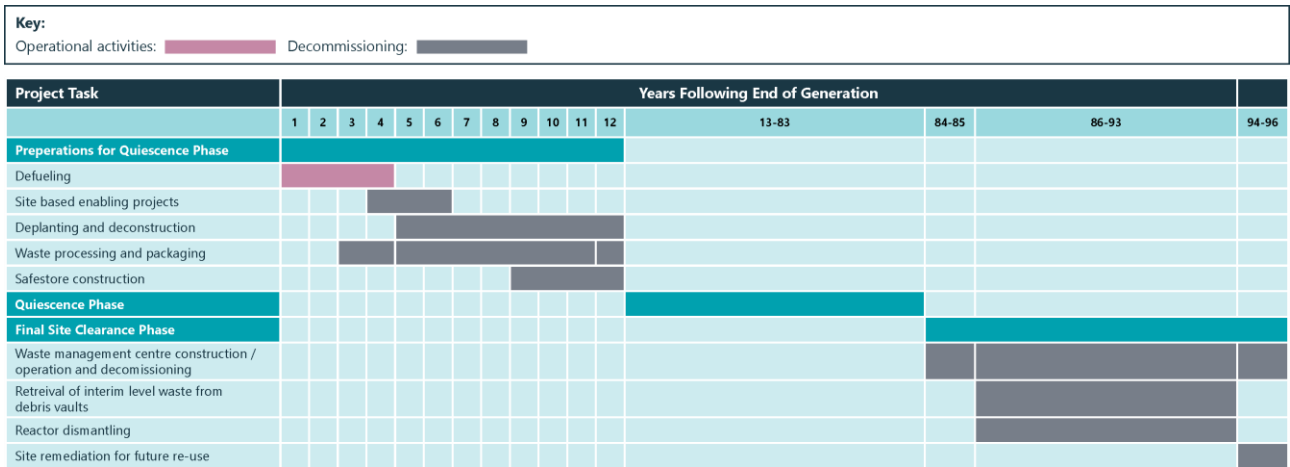 Key:
Operational activities: Decommissioning:
Project Task Years Following End of Generation
1 2 3 4 5 6 7 8 9 10 11 12 13-83 84-85 86-93 94-96
Preperations for Quiescence Phase
Defueling
Site based enabling projects
Deplanting and deconstruction
Waste processing and packaging
Safestore construction
Quiescence Phase
Final Site Clearance Phase
Waste management centre construction /
operation and decomissioning
Retreival of interim level waste from
debris vaults
Reactor dismantling
Site remediation for future re-use